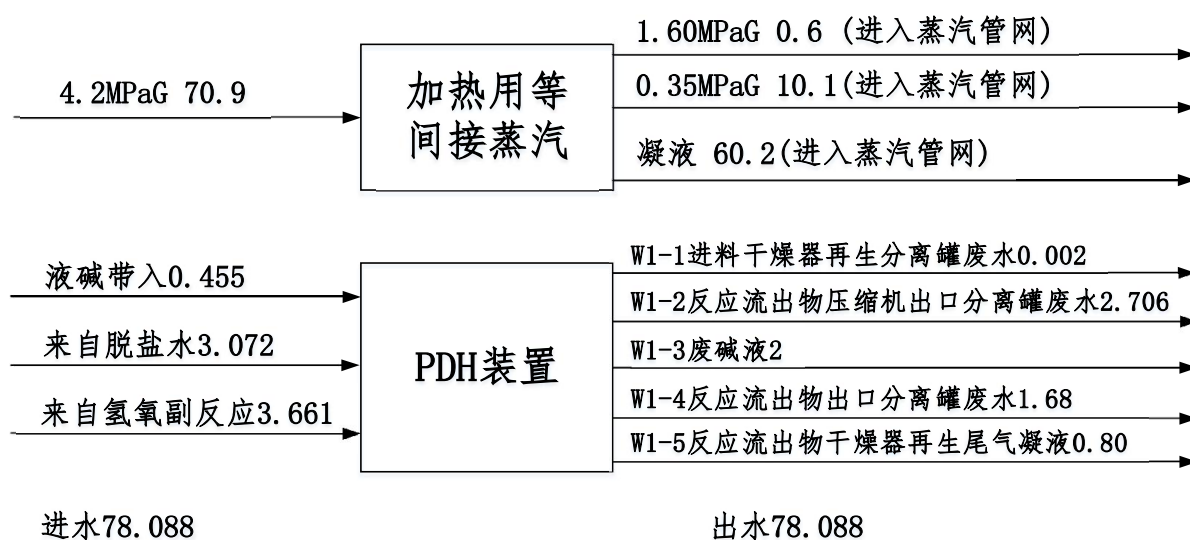 1.60MPaG 0.6 (进入蒸汽管网)
4.2MPaG 70.9
加热用等
间接蒸汽
0.35MPaG 10.1(进入蒸汽管网)
凝液 60.2(进入蒸汽管网)
液碱带入0.455
来自脱盐水3.072
来自氢氧副反应3.661
PDH装置
W1-1进料干燥器再生分离罐废水0.002
W1-2反应流出物压缩机出口分离罐废水2.706
W1-3废碱液2
W1-4反应流出物出口分离罐废水1.68
W1-5反应流出物干燥器再生尾气凝液0.80
进水78.088
出水78.088